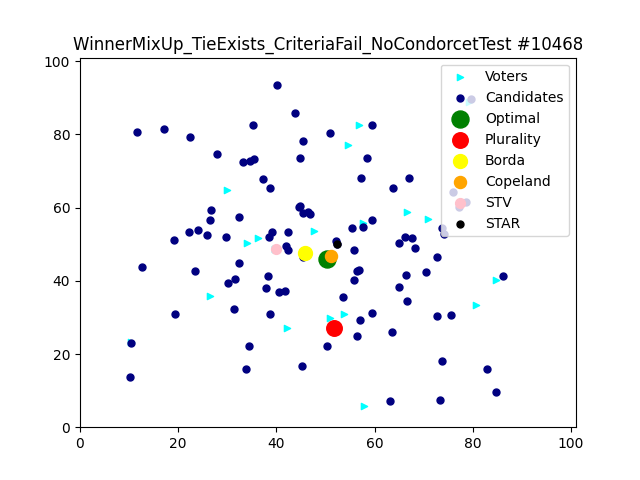 WinnerMixUp_TieExists_CriteriaFail_NoCondorcetTest #10468
100
80
60
40
20
0
0 20 40 60 80 100
Voters
Candidates
Optimal
Plurality
Borda
Copeland
STV
STAR